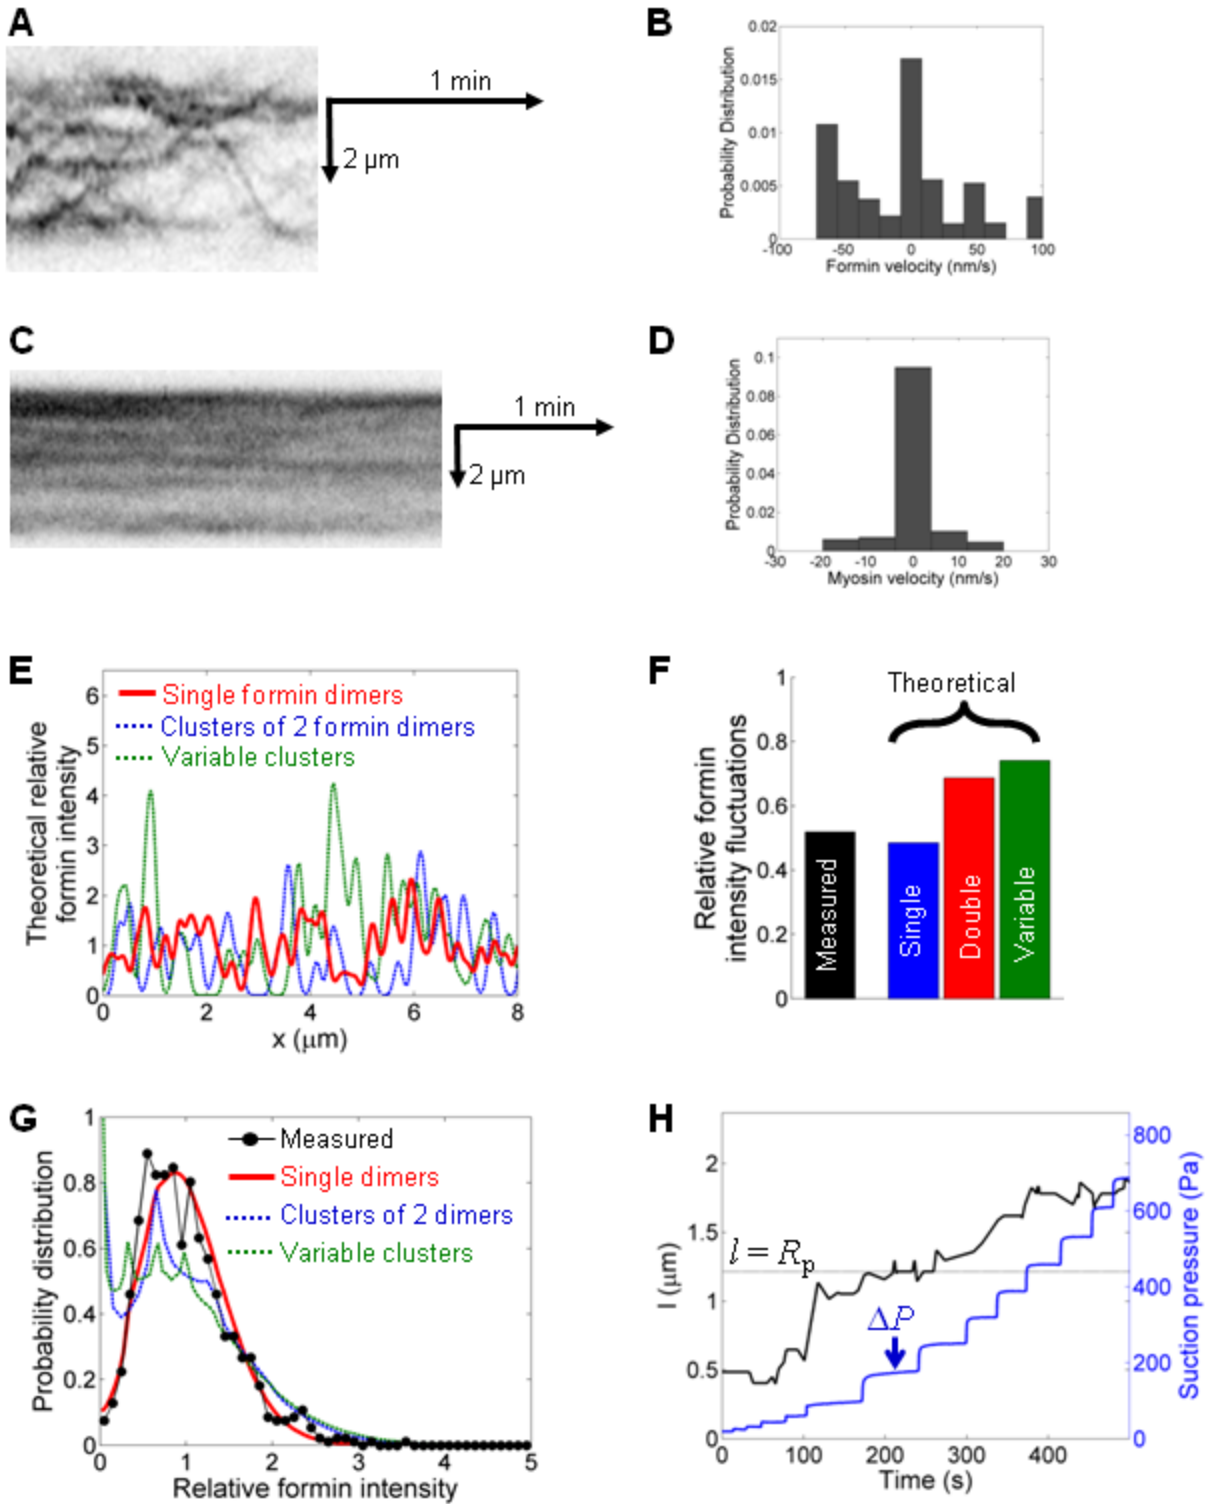 A
1 min
2 µm
B
Probability Distribution
0.02
0.015
0.01
0.005
0
-100 -50 0 50 100
Formin velocity (nm/s)
C
1 min
2 µm
D
Probability Distribution
0.1
0.08
0.06
0.04
0.02
0
-30 -20 -10 0 10 20 30
Myosin velocity (nm/s)
E
Theoretical relative
formin intensity
6
5
4
3
2
1
0
Single formin dimers
Clusters of 2 formin dimers
Variable clusters
0 2 4 6 8
x (µm)
F
Relative formin
intensity fluctuations
1
0.8
0.6
0.4
0.2
0
Theoretical
Measured
Single
Double
Variable
G
Probability distribution
1
0.8
0.6
0.4
0.2
0
Measured
Single dimers
Clusters of 2 dimers
Variable clusters
0 1 2 3 4 5
Relative formin intensity
H
l (µm)
2
1.5
1
0.5
0
l = Rp
ΔP
800
600
400
200
0
Suction pressure (Pa)
0 100 200 300 400
Time (s)